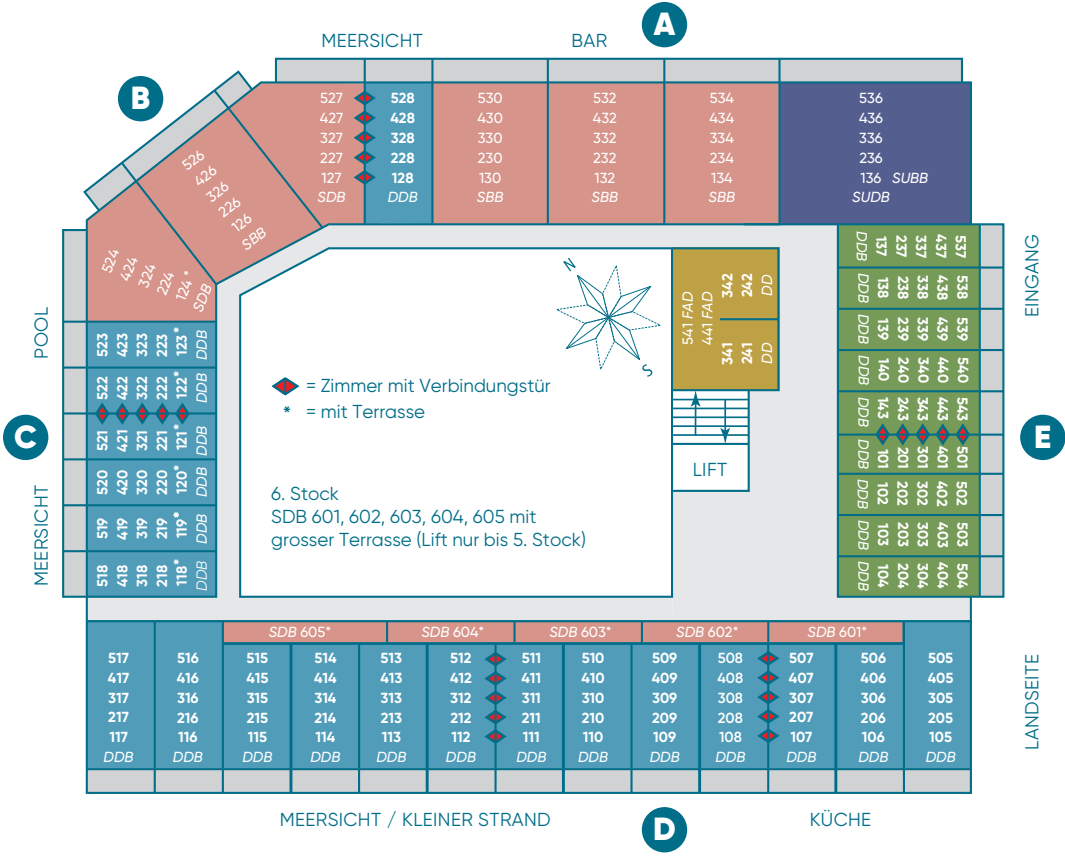 A
MEERSICHT
BAR
B
527
427
327
227
127
SDB
528
428
328
228
128
DDB
530
430
330
230
130
SBB
532
432
332
232
132
SBB
534
434
334
234
134
SBB
536
436
336
236
136 SUBB
SUDB
526
426
326
226
126
SBB
524
424
324
224
124 *
SDB
POOL
C
MEERSICHT
523 423 323 223 123* DDB
522 422 322 222 122* DDB
521 421 321 221 121* DDB
520 420 320 220 120* DDB
519 419 319 219 119* DDB
518 418 318 218 118* DDB
N
S
541 FAD
441 FAD
342
242
DD
341
241
DD
LIFT
= Zimmer mit Verbindungstür
* = mit Terrasse
6. Stock
SDB 601, 602, 603, 604, 605 mit
grosser Terrasse (Lift nur bis 5. Stock)
EINGANG
E
LANDSEITE
DDB 137 237 337 437 537
DDB 138 238 338 438 538
DDB 139 239 339 439 539
DDB 140 240 340 440 540
DDB 143 243 343 443 543
DDB 101 201 301 401 501
DDB 102 202 302 402 502
DDB 103 203 303 403 503
DDB 104 204 304 404 504
SDB 605*
SDB 604*
SDB 603*
SDB 602*
SDB 601*
517 516 515 514 513 512 511 510 509 508 507 506 505
417 416 415 414 413 412 411 410 409 408 407 406 405
317 316 315 314 313 312 311 310 309 308 307 306 305
217 216 215 214 213 212 211 210 209 208 207 206 205
117 116 115 114 113 112 111 110 109 108 107 106 105
DDB DDB DDB DDB DDB DDB DDB DDB DDB DDB DDB DDB DDB
MEERSICHT / KLEINER STRAND
D
KÜCHE